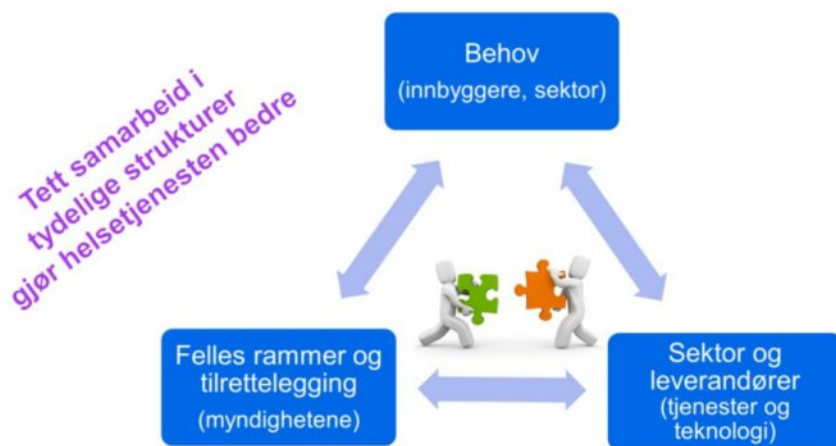 Behov
(innbyggere, sektor)
Tett samarbeid i
tydelige strukturer
gjør helsetjenesten bedre
Felles rammer og
tilrettelegging
(myndighetene)
Sektor og
leverandører
(tjenester og
teknologi)